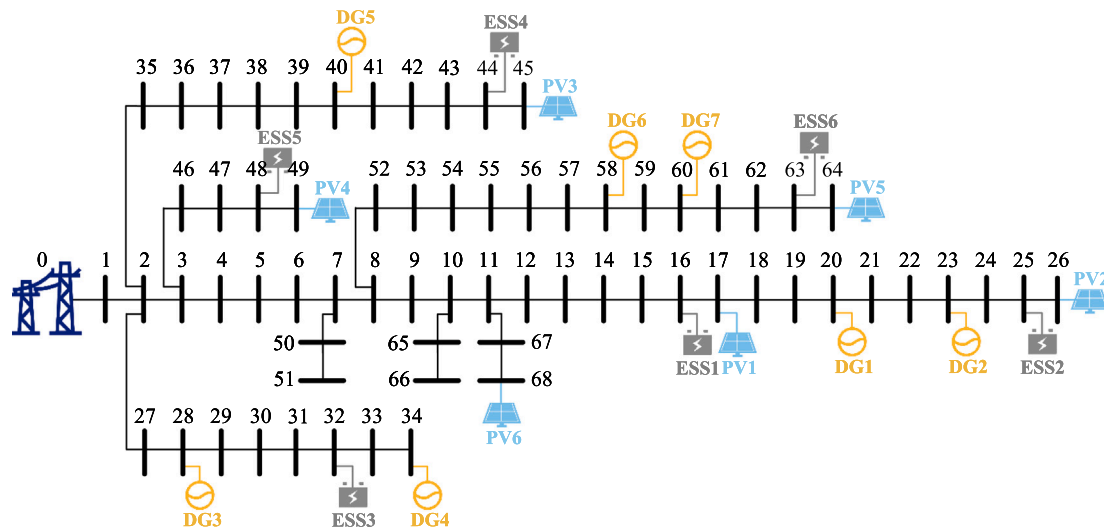 DG5
ESS4
35 36 37 38 39 40 41 42 43 44 45
PV3
DG6 DG7 ESS6
ESS5
46 47 48 49
PV4
52 53 54 55 56 57 58 59 60 61 62 63 64
PV5
0 1 2 3 4 5 6 7 8 9 10 11 12 13 14 15 16 17 18 19 20 21 22 23 24 25 26
PV2
50 65 67
51 66 68
ESS1 PV1 DG1 DG2 ESS2
27 28 29 30 31 32 33 34
PV6
DG3 ESS3 DG4